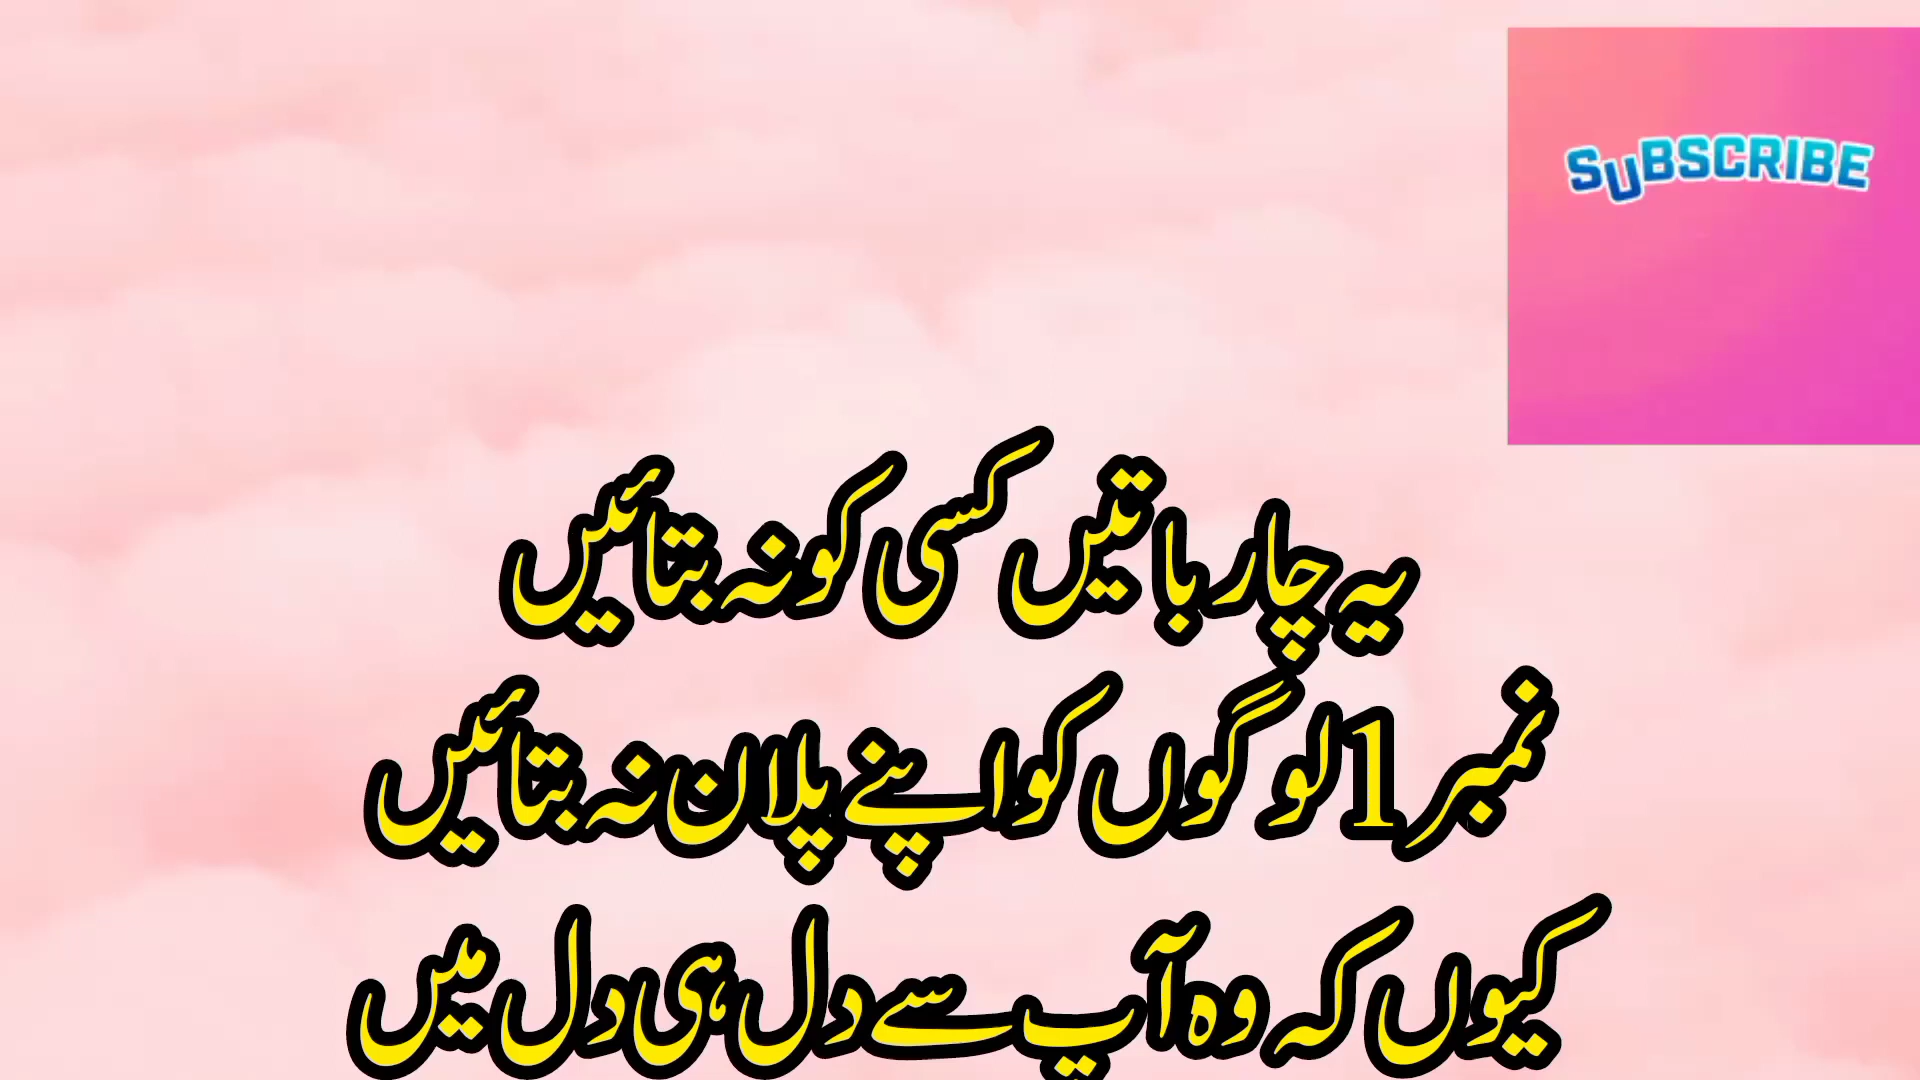 SUBSCRIBE
یہ چار باتیں کسی کو نہ بتائیں
نمبر 1 لوگوں کو اپنے پلان نہ بتائیں
کیوں کہ وہ آپ سے دل ہی دل میں